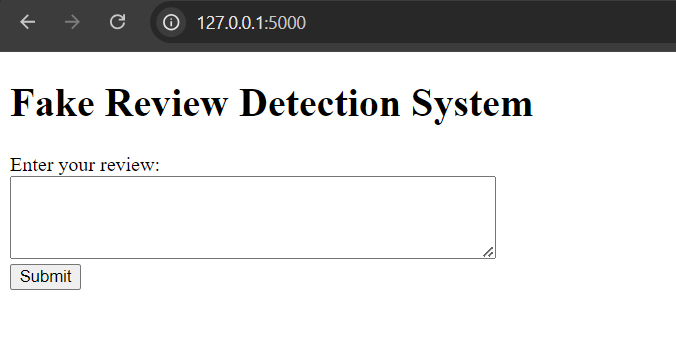 127.0.0.1:5000
Fake Review Detection System
Enter your review:
Submit